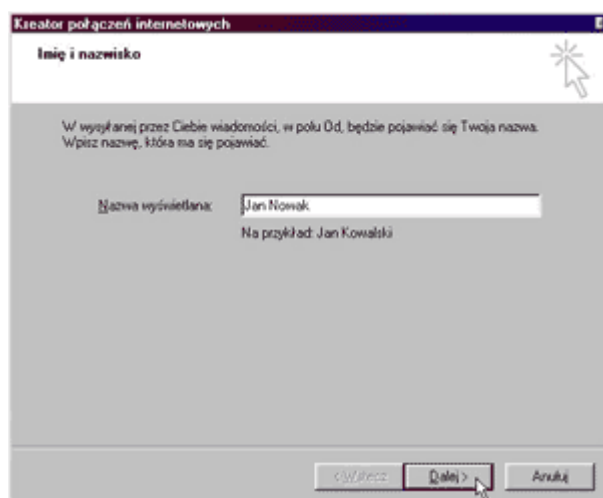 Kreator połączeń internetowych
Imię i nazwisko
W wysyłanej przez Ciebie wiadomości, w polu Od, będzie pojawiać się Twoja nazwa.
Wpisz nazwę, która ma się pojawiać.
Nazwa wyświetlana:
Jan Nowak
Na przykład: Jan Kowalski
< Wstecz
Dalej >
Anuluj